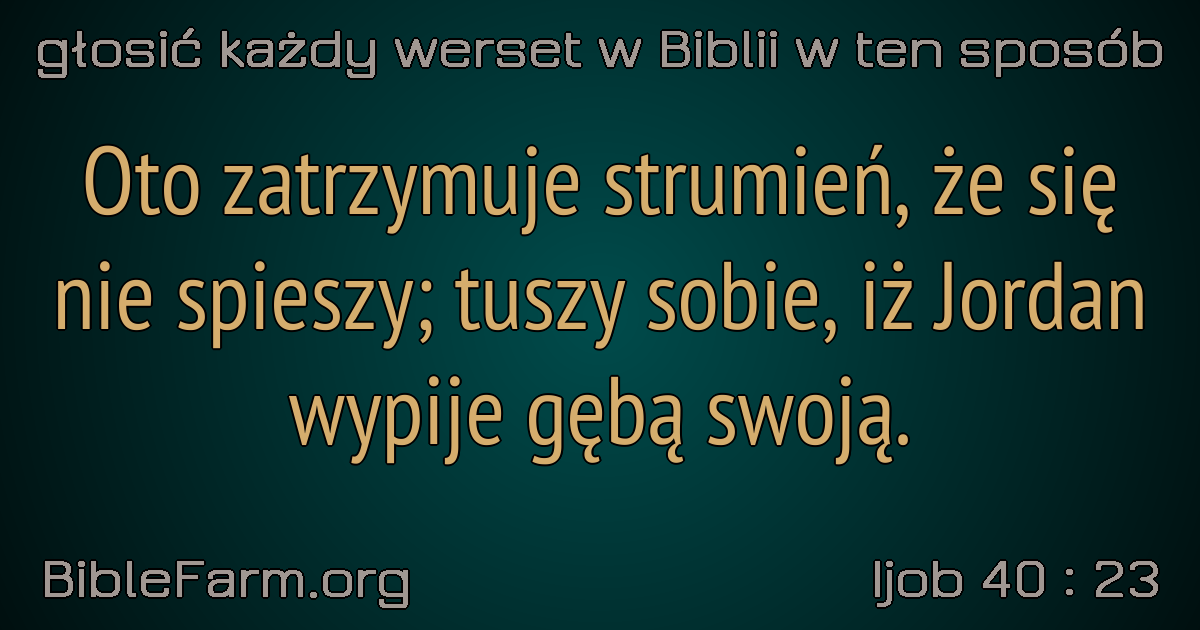 głosić każdy werset w Biblii w ten sposób
Oto zatrzymuje strumień, że się
nie spieszy; tuszy sobie, iż Jordan
wypije gębą swoją.
BibleFarm.org
Ijob 40 : 23